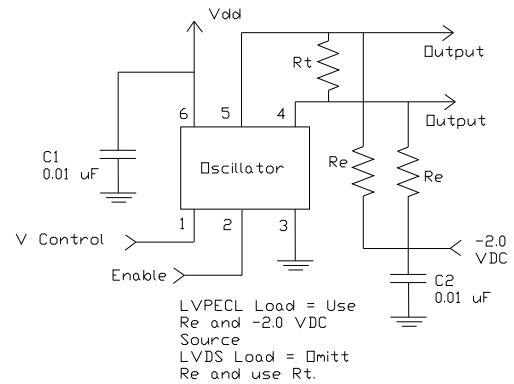 Vdd
Output
Rt
6
5
4
Output
C1
0.01 uF
Oscillator
Re
Re
1
2
3
V Control
-2.0
VDC
Enable
C2
0.01 uF
LVPECL Load = Use
Re and -2.0 VDC
Source
LVDS Load = Omitt
Re and use Rt.